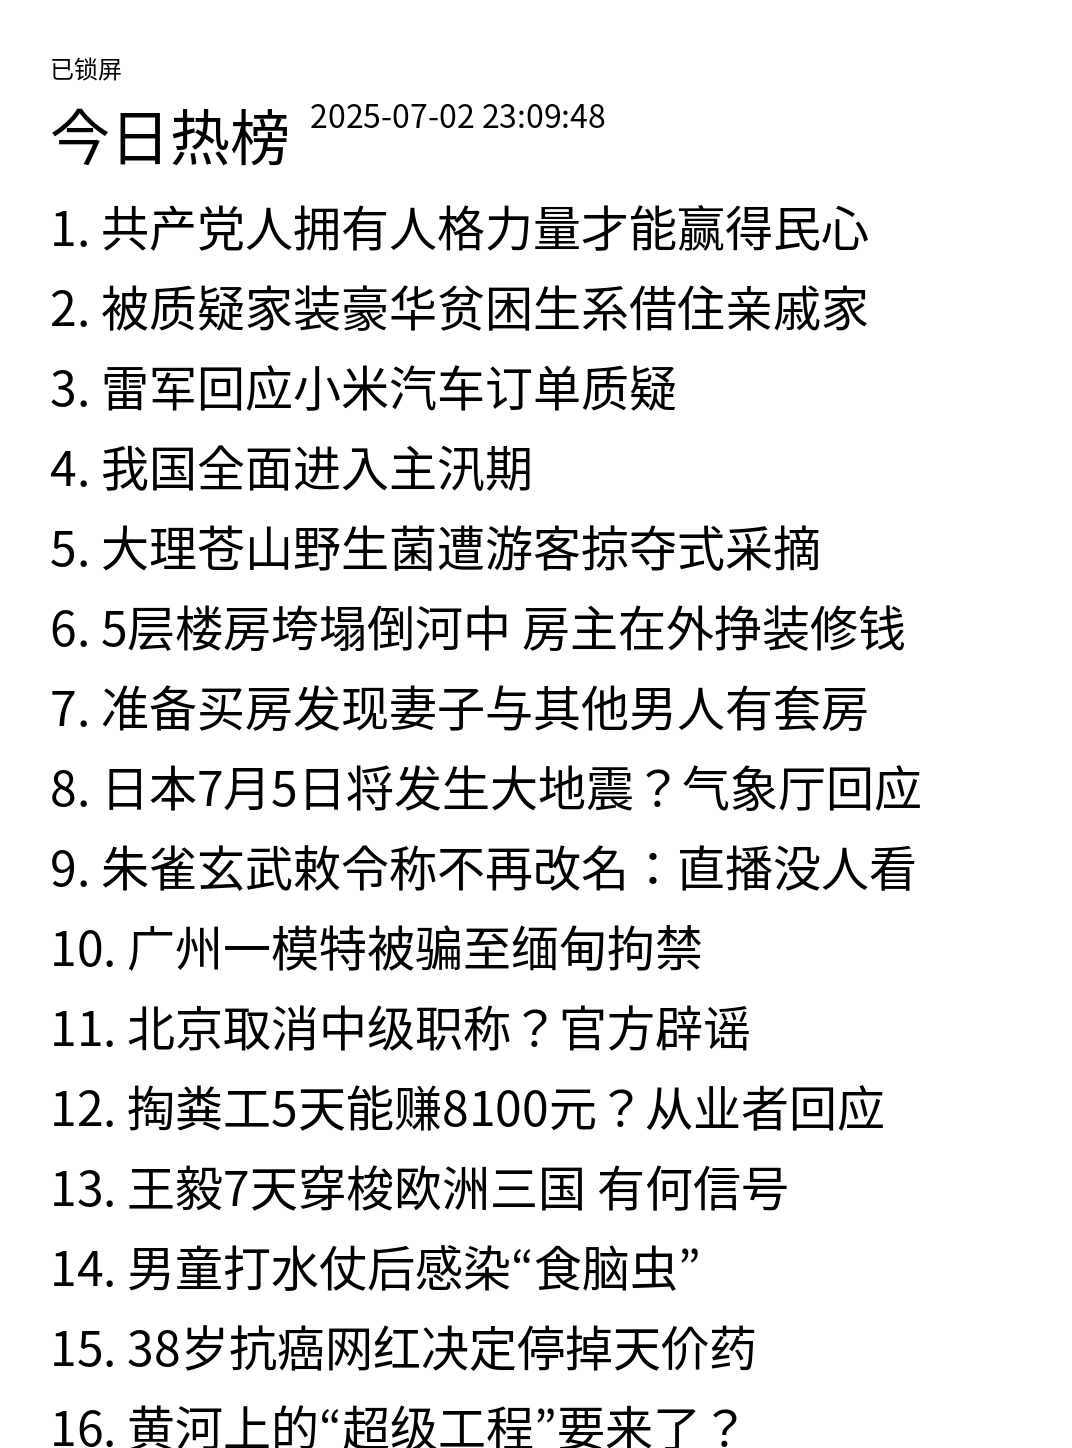 已锁屏
今日热榜 2025-07-02 23:09:48
1. 共产党人拥有人格力量才能赢得民心
2. 被质疑家装豪华贫困生系借住亲戚家
3. 雷军回应小米汽车订单质疑
4. 我国全面进入主汛期
5. 大理苍山野生菌遭游客掠夺式采摘
6. 5层楼房垮塌倒河中 房主在外挣装修钱
7. 准备买房发现妻子与其他男人有套房
8. 日本7月5日将发生大地震？气象厅回应
9. 朱雀玄武敕令称不再改名：直播没人看
10. 广州一模特被骗至缅甸拘禁
11. 北京取消中级职称？官方辟谣
12. 掏粪工5天能赚8100元？从业者回应
13. 王毅7天穿梭欧洲三国 有何信号
14. 男童打水仗后感染“食脑虫”
15. 38岁抗癌网红决定停掉天价药
16. 黄河上的“超级工程”要来了？